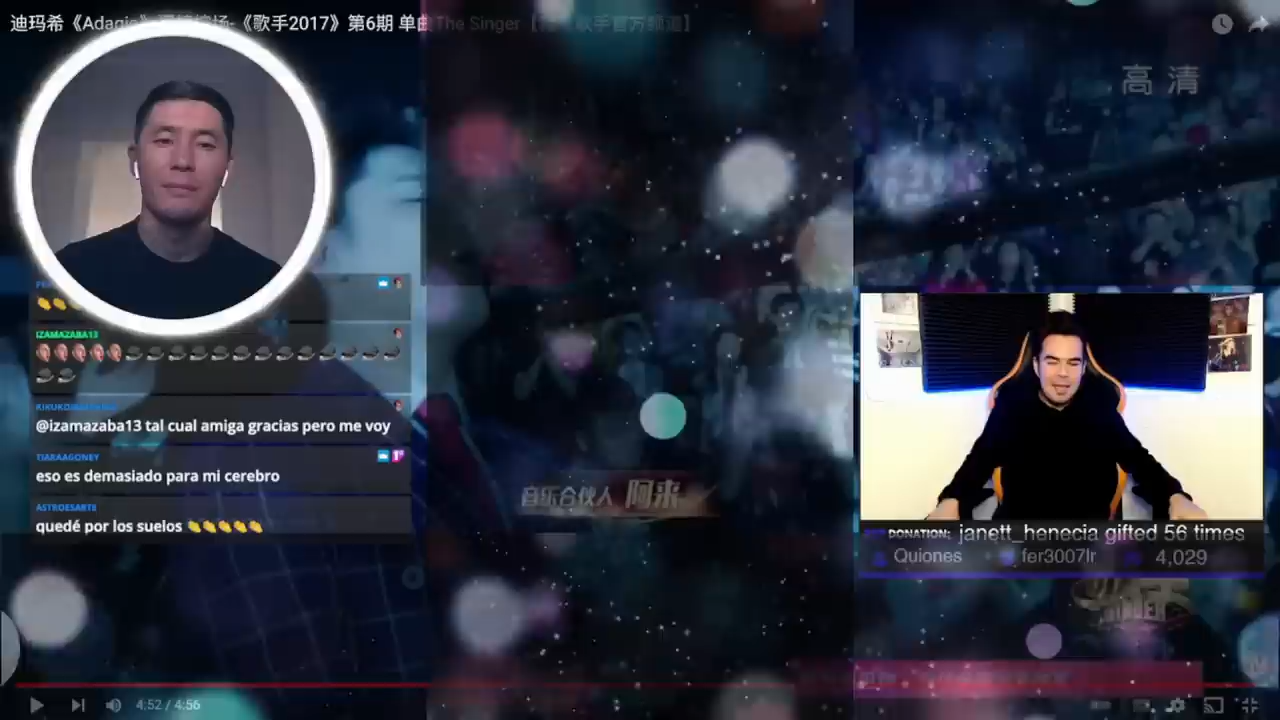 迪玛希《Adagio》
-《歌手2017》第6期 单曲The Singer
高清
IZAMAZABA13
@izamazaba13 tal cual amiga gracias pero me voy
TIARAAGONEY
eso es demasiado para mi cerebro
ASTROESARTE
quedé por los suelos 👏👏👏👏👏
音乐合伙人 阿来
DONATION: janett_henecia gifted 56 times
Quiones fer3007lr 4,029
4:52 / 4:56